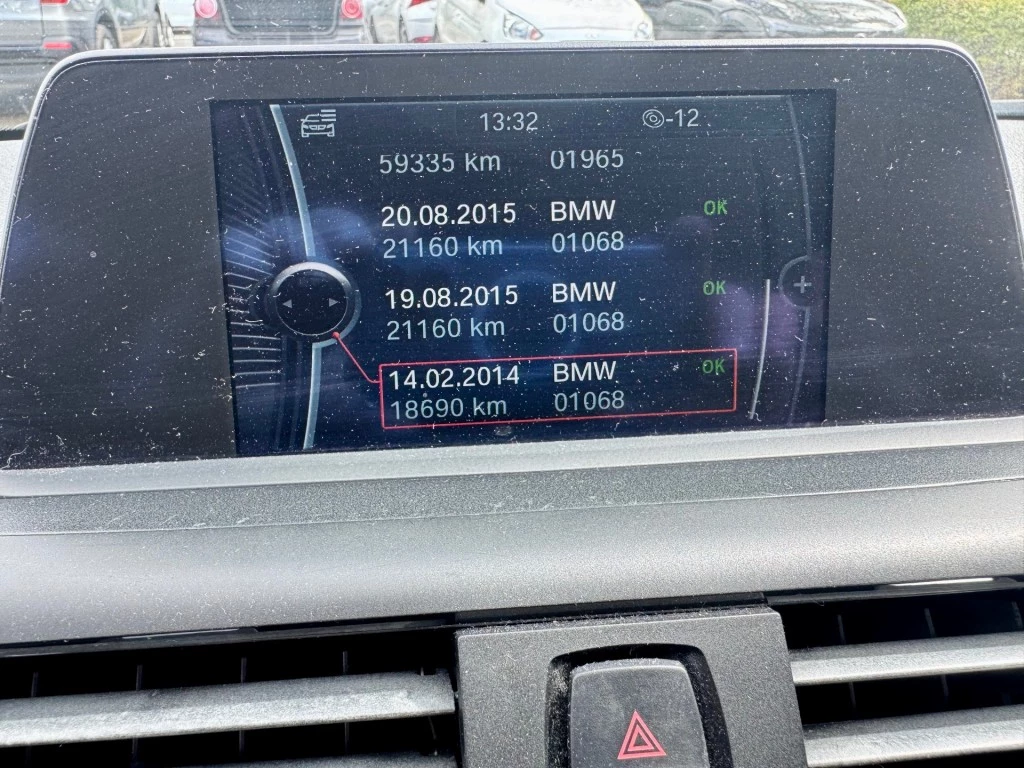 13:32 -12
59335 km 01965
20.08.2015 BMW OK
21160 km 01068
19.08.2015 BMW OK
21160 km 01068
14.02.2014 BMW OK
18690 km 01068
+